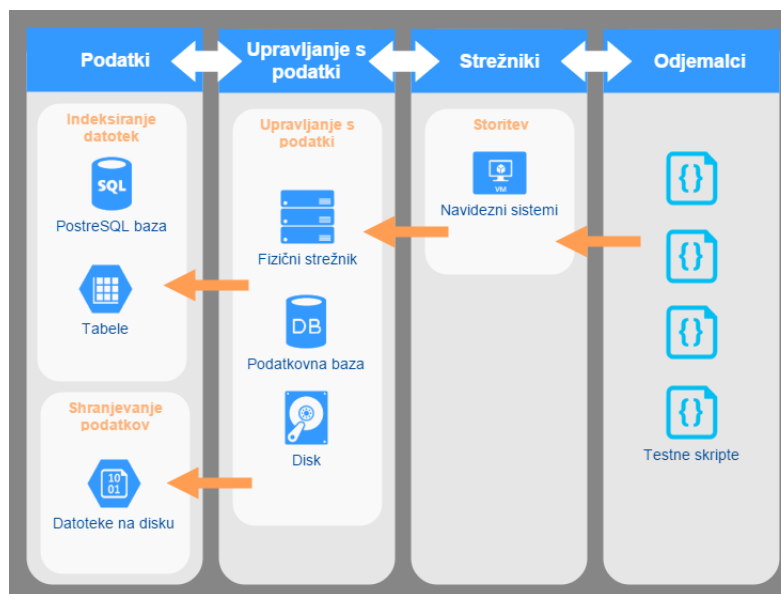 Podatki
Upravljanje s
podatki
Strežniki
Odjemalci
Indeksiranje
datotek
SQL
PostreSQL baza
Tabele
Shranjevanje
podatkov
10
01
Datoteke na disku
Upravljanje s
podatki
Fizični strežnik
DB
Podatkovna baza
Disk
Storitev
VM
Navidezni sistemi
{}
{}
{}
{}
Testne skripte